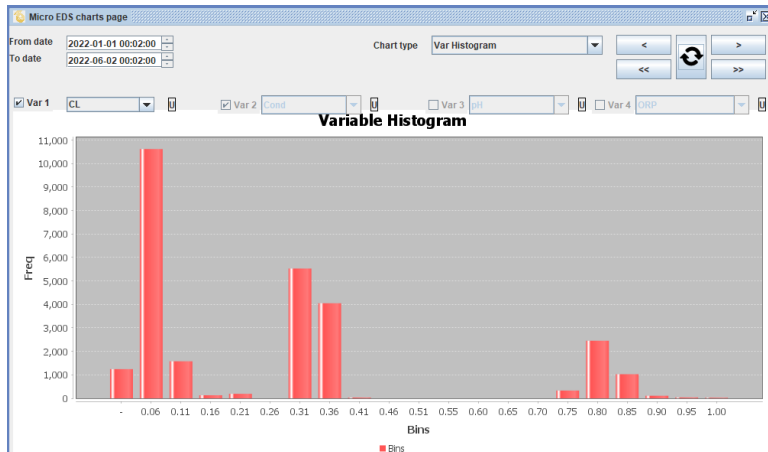 Micro EDS charts page
From date 2022-01-01 00:02:00 Chart type Var Histogram < >
To date 2022-06-02 00:02:00 << >>
Var 1 CL U Var 2 Cond U Var 3 pH U Var 4 ORP U
Variable Histogram
11,000
10,000
9,000
8,000
7,000
6,000
5,000
4,000
3,000
2,000
1,000
0
Freq
- 0.06 0.11 0.16 0.21 0.26 0.31 0.36 0.41 0.46 0.51 0.55 0.60 0.65 0.70 0.75 0.80 0.85 0.90 0.95 1.00
Bins
Bins